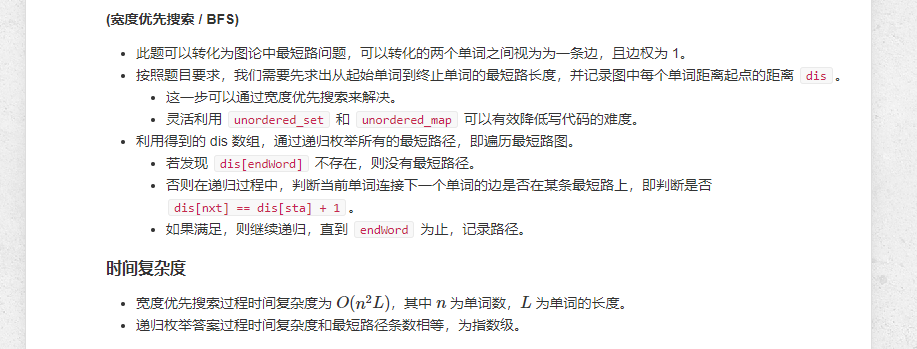 (宽度优先搜索 / BFS)
此题可以转化为图论中最短路问题，可以转化的两个单词之间视为为一条边，且边权为 1。
按照题目要求，我们需要先求出从起始单词到终止单词的最短路长度，并记录图中每个单词距离起点的距离 dis 。
这一步可以通过宽度优先搜索来解决。
灵活利用 unordered_set 和 unordered_map 可以有效降低写代码的难度。
利用得到的 dis 数组，通过递归枚举所有的最短路径，即遍历最短路图。
若发现 dis[endWord] 不存在，则没有最短路径。
否则在递归过程中，判断当前单词连接下一个单词的边是否在某条最短路上，即判断是否
dis[nxt] == dis[sta] + 1 。
如果满足，则继续递归，直到 endWord 为止，记录路径。
时间复杂度
宽度优先搜索过程时间复杂度为 O(n²L)，其中 n 为单词数，L 为单词的长度。
递归枚举答案过程时间复杂度和最短路径条数相等，为指数级。